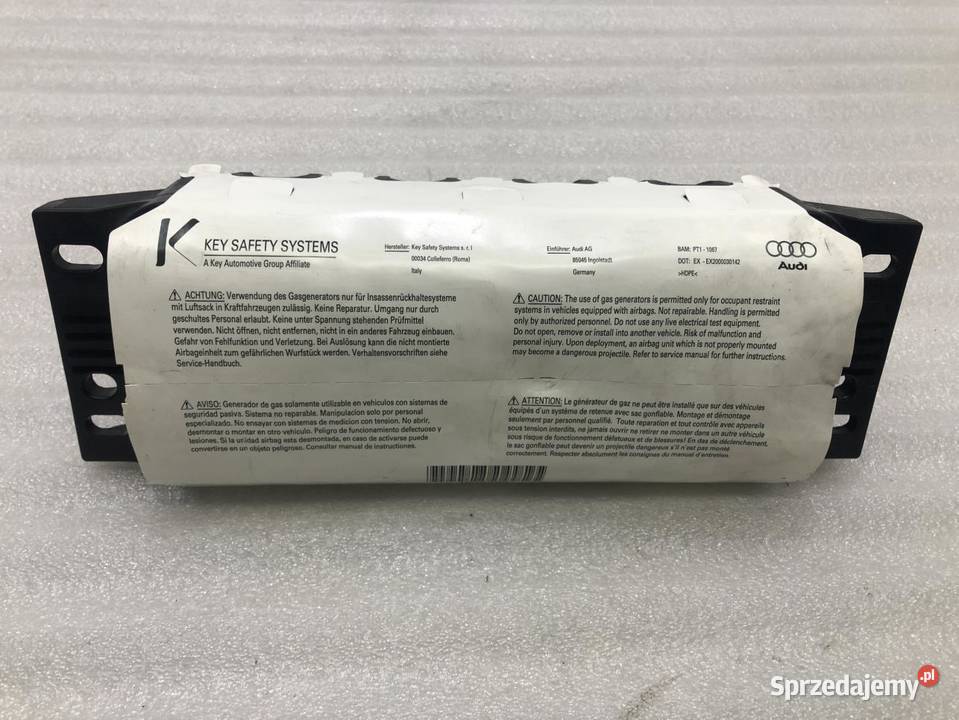 KEY SAFETY SYSTEMS
A Key Automotive Group Affiliate
Hersteller: Key Safety Systems s. r. l
00034 Colleferro (Roma)
Italy
Einführer: Audi AG
85045 Ingolstadt
Germany
BAM: PT1 - 1067
DOT: EX - EX2000030142
>HDPE<
Audi
ACHTUNG: Verwendung des Gasgenerators nur für Insassenrückhaltesysteme
mit Luftsack in Kraftfahrzeugen zulässig. Keine Reparatur. Umgang nur durch
geschultes Personal erlaubt. Keine unter Spannung stehenden Prüfmittel
verwenden. Nicht öffnen, nicht entfernen, nicht in ein anderes Fahrzeug einbauen.
Gefahr von Fehlfunktion und Verletzung. Bei Auslösung kann die nicht montierte
Airbageinheit zum gefährlichen Wurfstück werden. Verhaltensvorschriften siehe
Service-Handbuch.
CAUTION: The use of gas generators is permitted only for occupant restraint
systems in vehicles equipped with airbags. Not repairable. Handling is permitted
only by authorized personnel. Do not use any live electrical test equipment.
Do not open, remove or install into another vehicle. Risk of malfunction and
personal injury. Upon deployment, an airbag unit which is not properly mounted
may become a dangerous projectile. Refer to service manual for further instructions.
AVISO: Generador de gas solamente utilizable en vehiculos con sistemas de
seguridad pasiva. Sistema no reparable. Manipulacion solo por personal
especializado. No ensayar con sistemas de medicion con tension. No abrir,
desmontar o montar en otro vehiculo. Peligro de funcionamiento defectuoso y
lesiones. Si la unidad airbag esta desmontada, en caso de activarse puede
convertirse en un objeto peligroso. Consultar manual de instrucciones.
ATTENTION: Le générateur de gaz ne peut être installé que sur des véhicules
équipés d'un système de retenue avec sac gonflable. Montage et démontage
seulement par personnel qualifié. Toute réparation et tout contrôle avec appareils
sous tension interdits, ne jamais ouvrir ne retirer ne monter dans un autre véhicule
sous risque de fonctionnement défetueux et de blessures! En das de déclenchement,
le sac gonflable peut devenir un projectile dangereux s'il n'est pas monté
correctement. Respecter absolument les consignes du manual d'entretien.
Sprzedajemy.pl